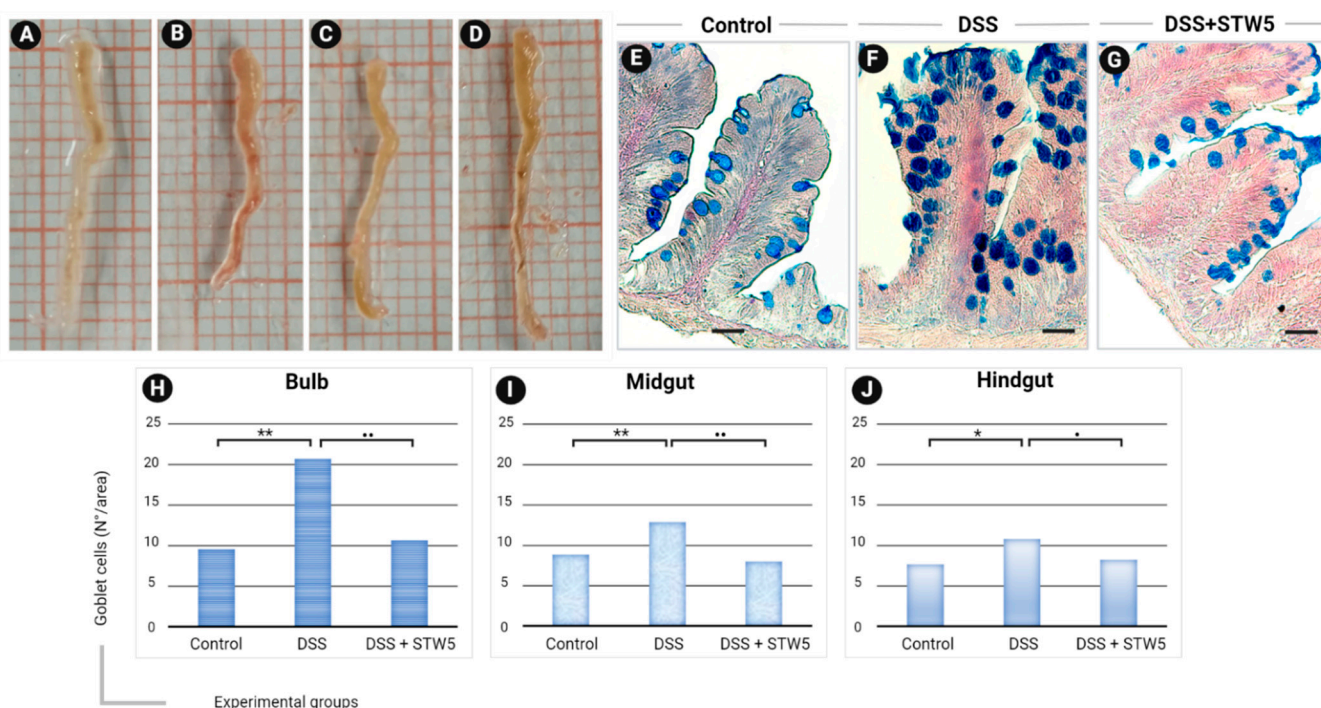 A
B
C
D
Control
DSS
DSS+STW5
E
F
G
H
Bulb
25
20
15
10
5
0
**
••
Control
DSS
DSS + STW5
I
Midgut
25
20
15
10
5
0
**
••
Control
DSS
DSS + STW5
J
Hindgut
25
20
15
10
5
0
*
•
Control
DSS
DSS + STW5
Goblet cells (N°/area)
Experimental groups